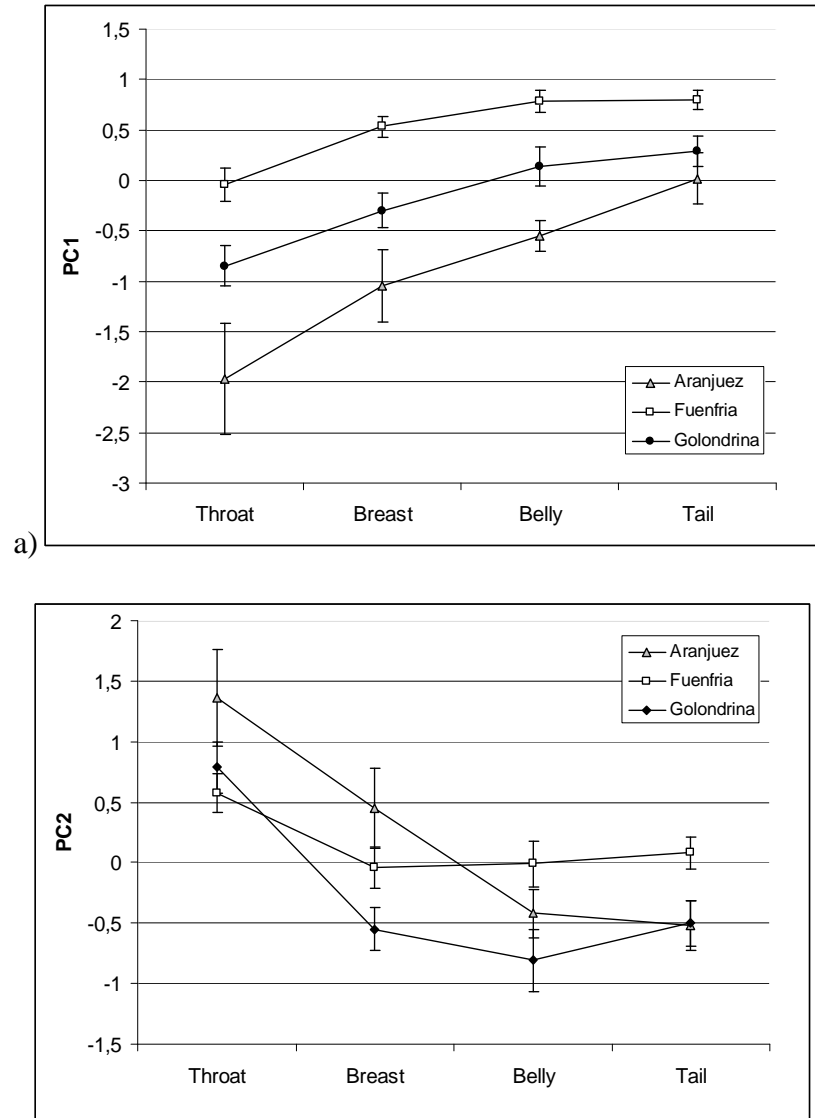 1,5
1
0,5
0
-0,5
-1
-1,5
-2
-2,5
-3
PC1
Aranjuez
Fuenfria
Golondrina
Throat Breast Belly Tail
a)
2
1,5
1
0,5
0
-0,5
-1
-1,5
PC2
Aranjuez
Fuenfria
Golondrina
Throat Breast Belly Tail